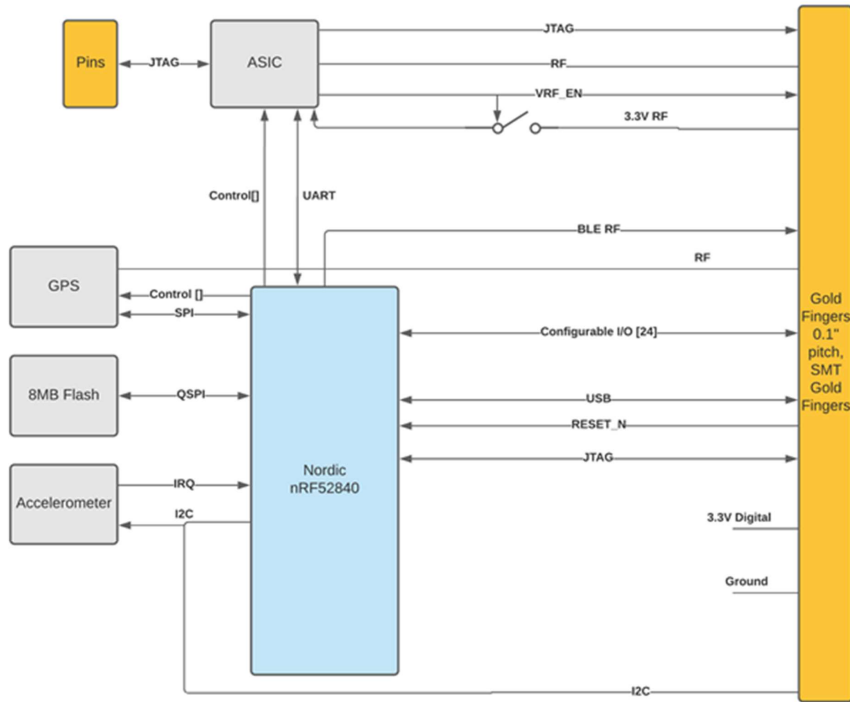 JTAG
Pins
JTAG
ASIC
RF
VRF_EN
3.3V RF
Control[]
UART
BLE RF
RF
GPS
Control []
SPI
Gold
Fingers
0.1"
pitch,
SMT
Gold
Fingers
Configurable I/O [24]
8MB Flash
QSPI
USB
RESET_N
JTAG
Nordic
nRF52840
IRQ
Accelerometer
I2C
3.3V Digital
Ground
I2C